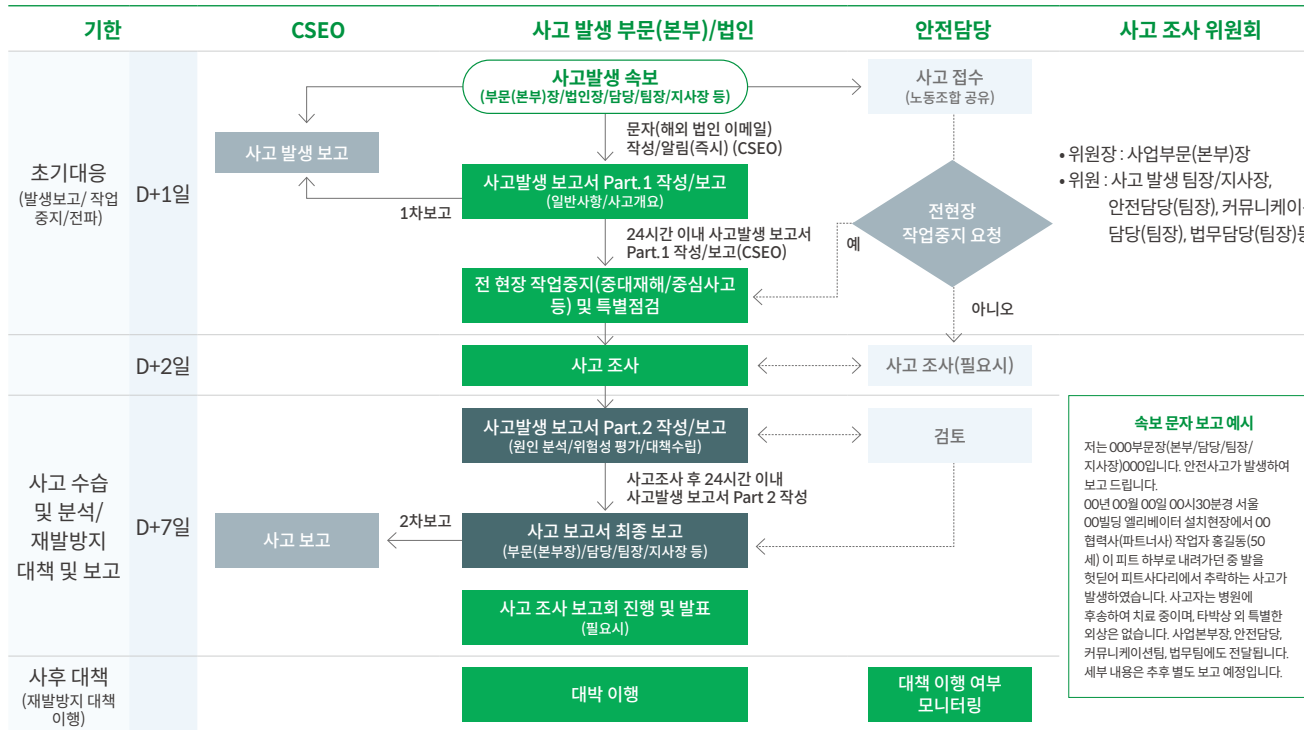 기한
CSEO
사고 발생 부문(본부)/법인
안전담당
사고 조사 위원회
초기대응
(발생보고/ 작업
중지/전파)
D+1일
사고 발생 보고
사고발생 속보
(부문(본부)장/법인장/담당/팀장/지사장 등)
문자(해외 법인 이메일)
작성/알림(즉시) (CSEO)
사고발생 보고서 Part.1 작성/보고
(일반사항/사고개요)
1차보고
24시간 이내 사고발생 보고서
Part.1 작성/보고(CSEO)
전 현장 작업중지(중대재해/중심사고
등) 및 특별점검
사고 접수
(노동조합 공유)
전현장
작업중지 요청
예
아니오
• 위원장 : 사업부문(본부)장
• 위원 : 사고 발생 팀장/지사장,
안전담당(팀장), 커뮤니케이
담당(팀장), 법무담당(팀장)
D+2일
사고 조사
사고 조사(필요시)
사고 수습
및 분석/
재발방지
대책 및 보고
D+7일
사고 보고
2차보고
사고발생 보고서 Part.2 작성/보고
(원인 분석/위험성 평가/대책수립)
사고조사 후 24시간 이내
사고발생 보고서 Part 2 작성
사고 보고서 최종 보고
(부문(본부장)/담당/팀장/지사장 등)
사고 조사 보고회 진행 및 발표
(필요시)
검토
속보 문자 보고 예시
저는 000부문장(본부/담당/팀장/
지사장)000입니다. 안전사고가 발생하여
보고 드립니다.
00년 00월 00일 00시30분경 서울
00빌딩 엘리베이터 설치현장에서 00
협력사(파트너사) 작업자 홍길동(50
세) 이 피트 하부로 내려가던 중 발을
헛딛어 피트사다리에서 추락하는 사고가
발생하였습니다. 사고자는 병원에
후송하여 치료 중이며, 타박상 외 특별한
외상은 없습니다. 사업본부장, 안전담당,
커뮤니케이션팀, 법무팀에도 전달됩니다.
세부 내용은 추후 별도 보고 예정입니다.
사후 대책
(재발방지 대책
이행)
대박 이행
대책 이행 여부
모니터링